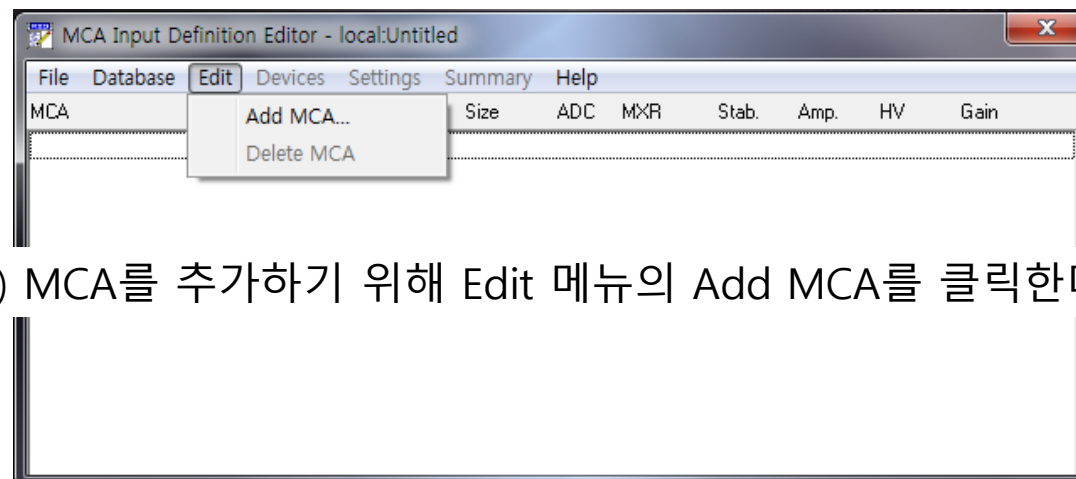 MCA Input Definition Editor - local:Untitled
File Database Edit Devices Settings Summary Help
MCA Size ADC MXR Stab. Amp. HV Gain
Add MCA...
Delete MCA
) MCA를 추가하기 위해 Edit 메뉴의 Add MCA를 클릭한